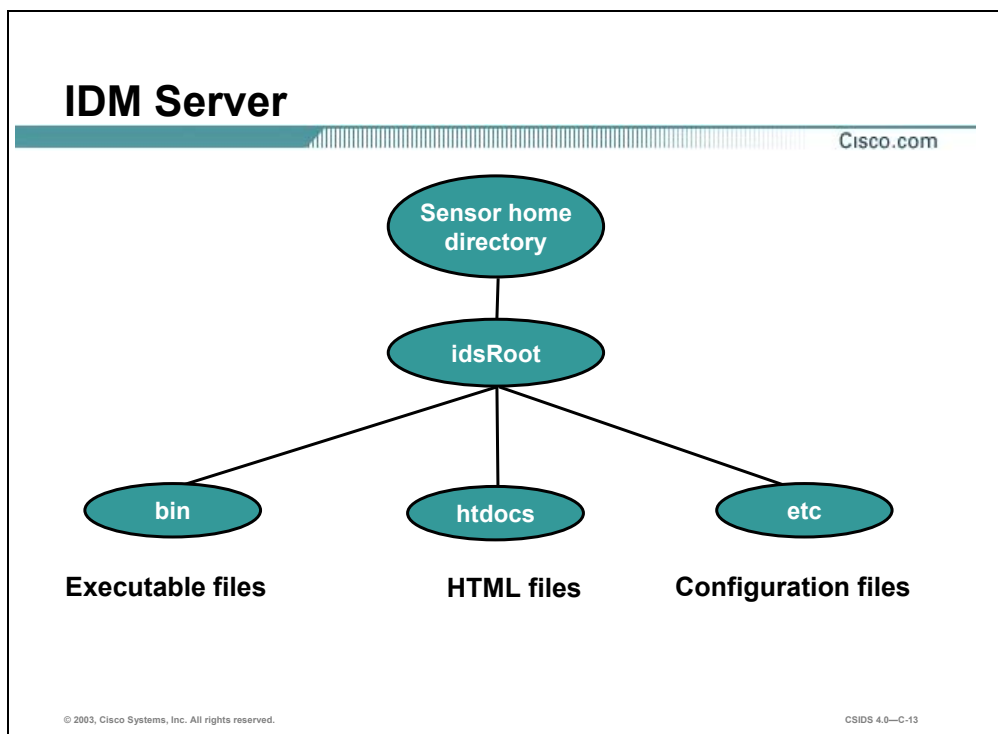 IDM Server
Cisco.com
Sensor home
directory
idsRoot
bin
htdocs
etc
Executable files
HTML files
Configuration files
© 2003, Cisco Systems, Inc. All rights reserved.
CSIDS 4.0—C-13